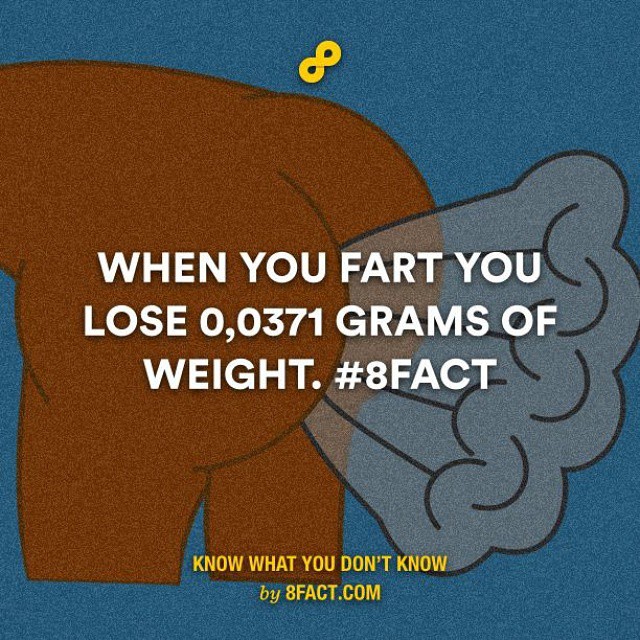 WHEN YOU FART YOU
LOSE 0,0371 GRAMS OF
WEIGHT. #8FACT
KNOW WHAT YOU DON'T KNOW
by 8FACT.COM